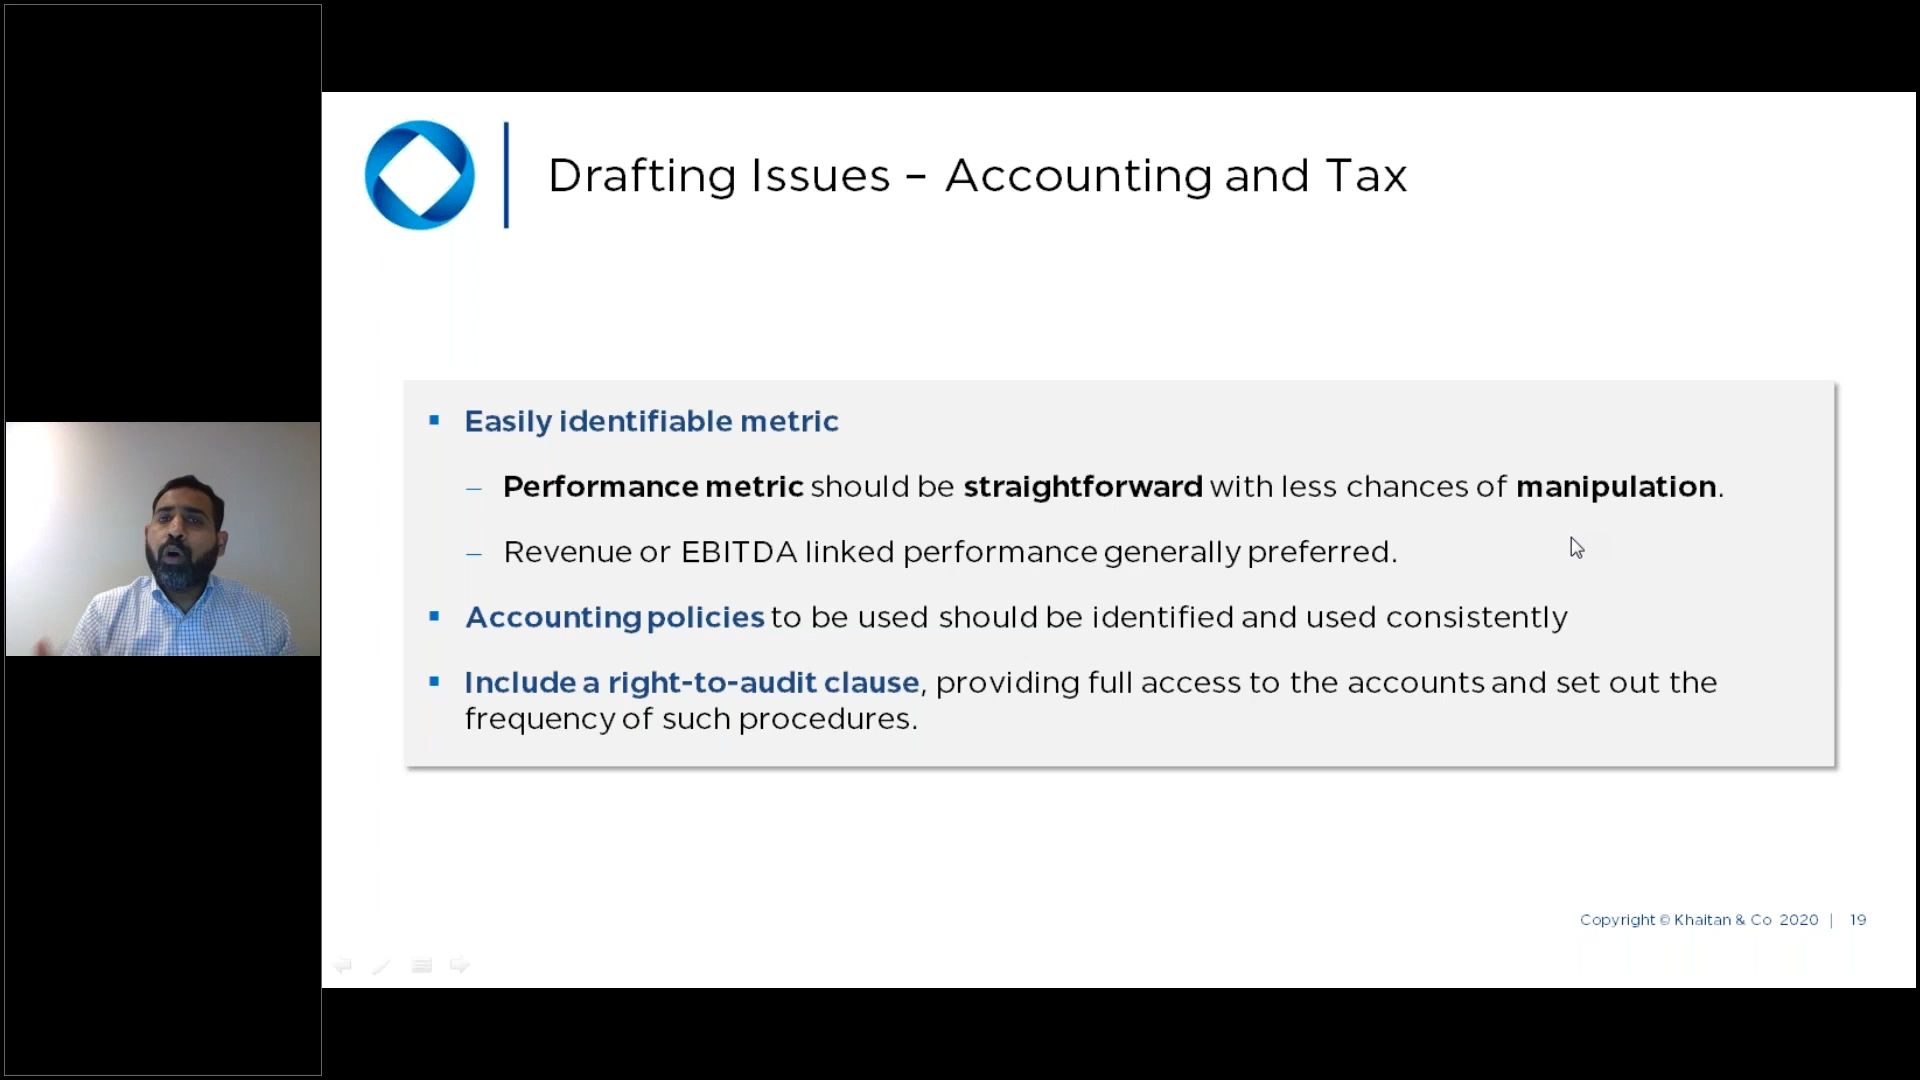 Drafting Issues – Accounting and Tax
▪ Easily identifiable metric
– Performance metric should be straightforward with less chances of manipulation.
– Revenue or EBITDA linked performance generally preferred.
▪ Accounting policies to be used should be identified and used consistently
▪ Include a right-to-audit clause, providing full access to the accounts and set out the
frequency of such procedures.
Copyright © Khaitan & Co 2020 | 19